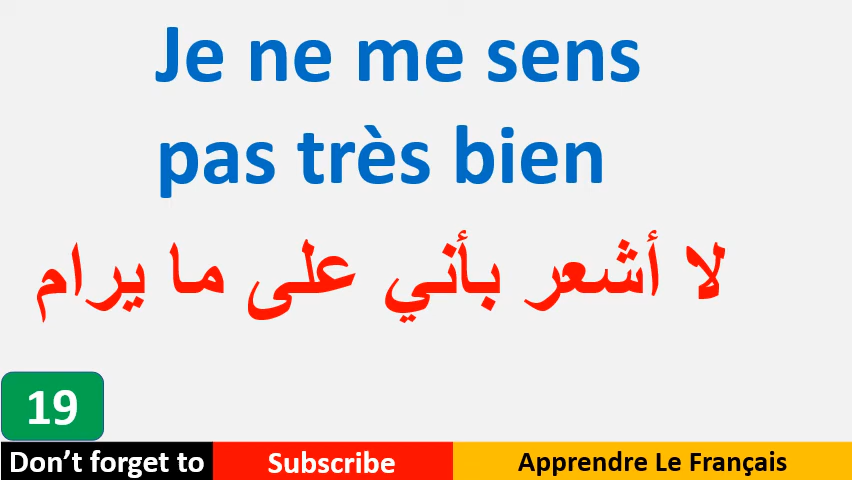 Je ne me sens
pas très bien
لا أشعر بأني على ما يرام
19
Don’t forget to Subscribe Apprendre Le Français